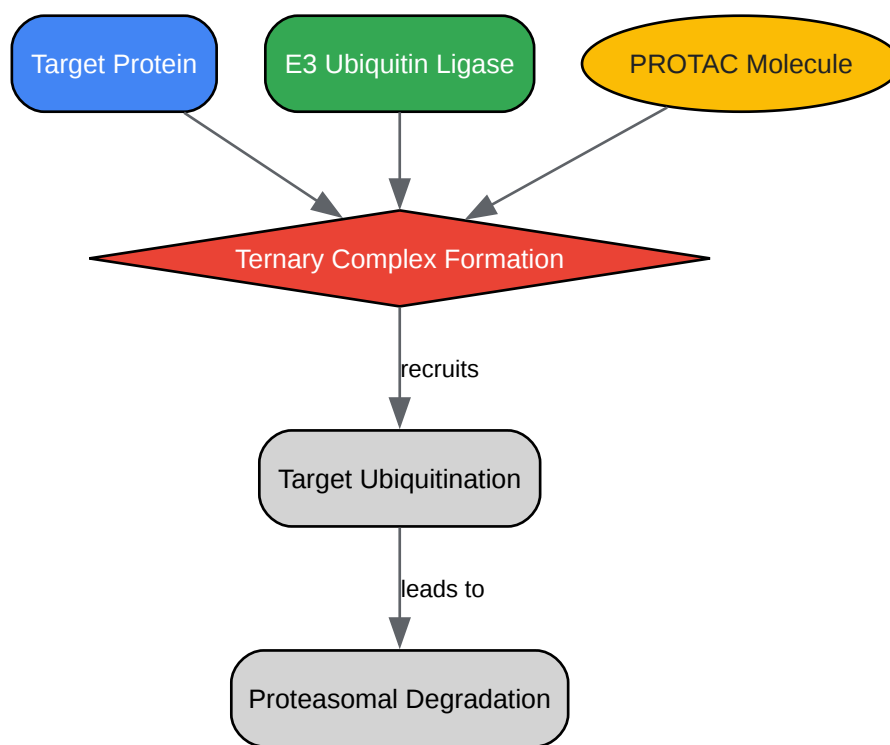 Target Protein
E3 Ubiquitin Ligase
PROTAC Molecule
Ternary Complex Formation
recruits
Target Ubiquitination
leads to
Proteasomal Degradation